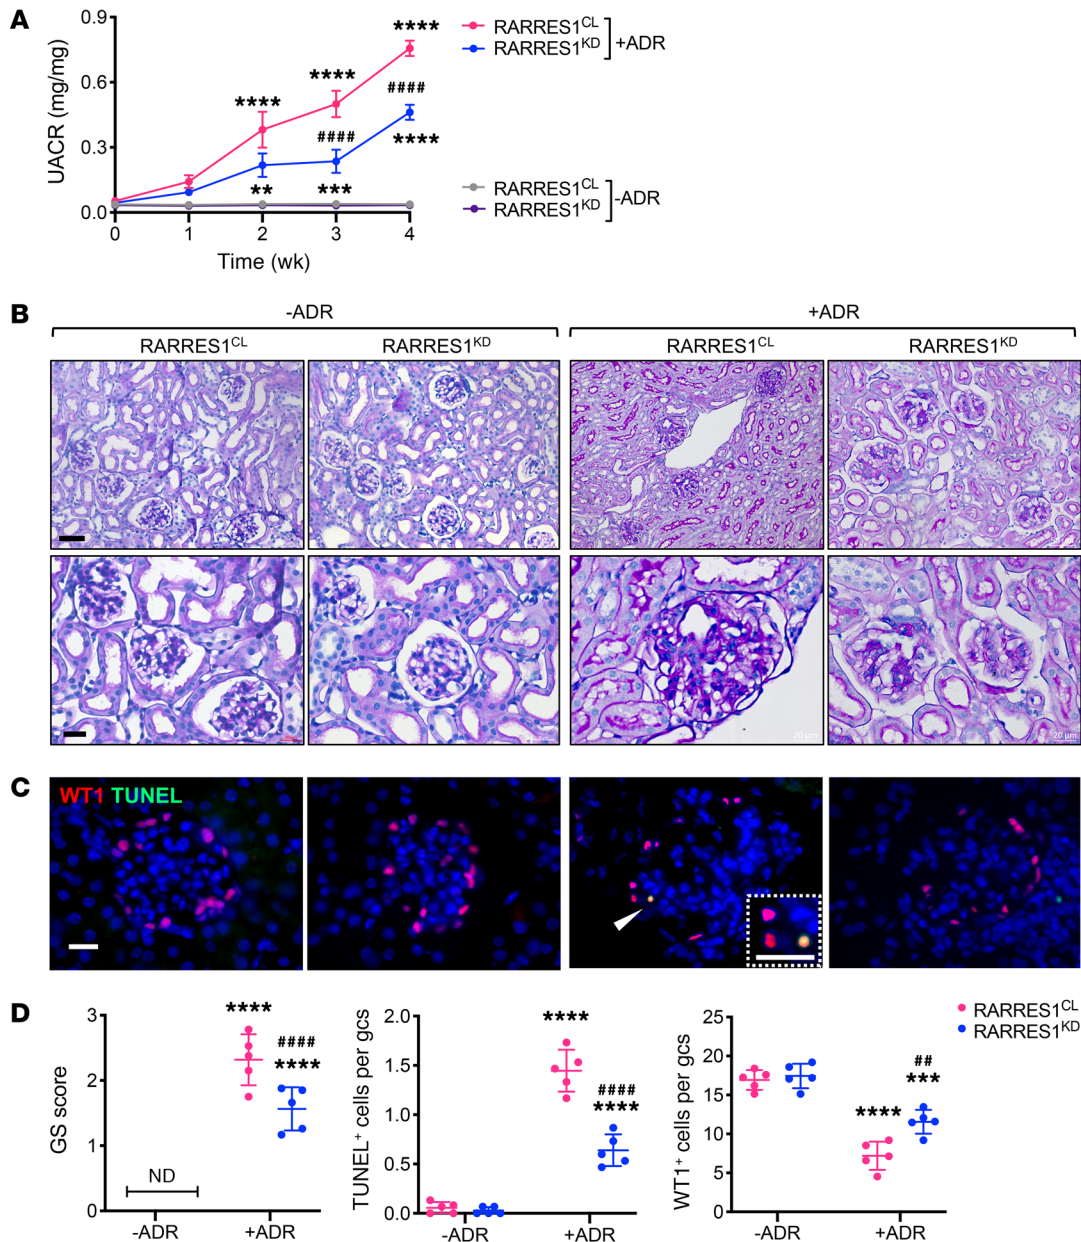 A
UACR (mg/mg)
0.9
0.6
0.3
0.0
0 1 2 3 4
Time (wk)
**** **** ****
#### ####
** *** ****
RARRES1CL
RARRES1KD
+ADR
RARRES1CL
RARRES1KD
-ADR
B
-ADR +ADR
RARRES1CL RARRES1KD RARRES1CL RARRES1KD
20 µm 20 µm
C
WT1 TUNEL
D
GS score
3
2
1
0
ND
****
####
****
-ADR +ADR
TUNEL+ cells per gcs
2.0
1.5
1.0
0.5
0.0
****
####
****
-ADR +ADR
WT1+ cells per gcs
25
20
15
10
5
0
****
##
***
-ADR +ADR
RARRES1CL
RARRES1KD